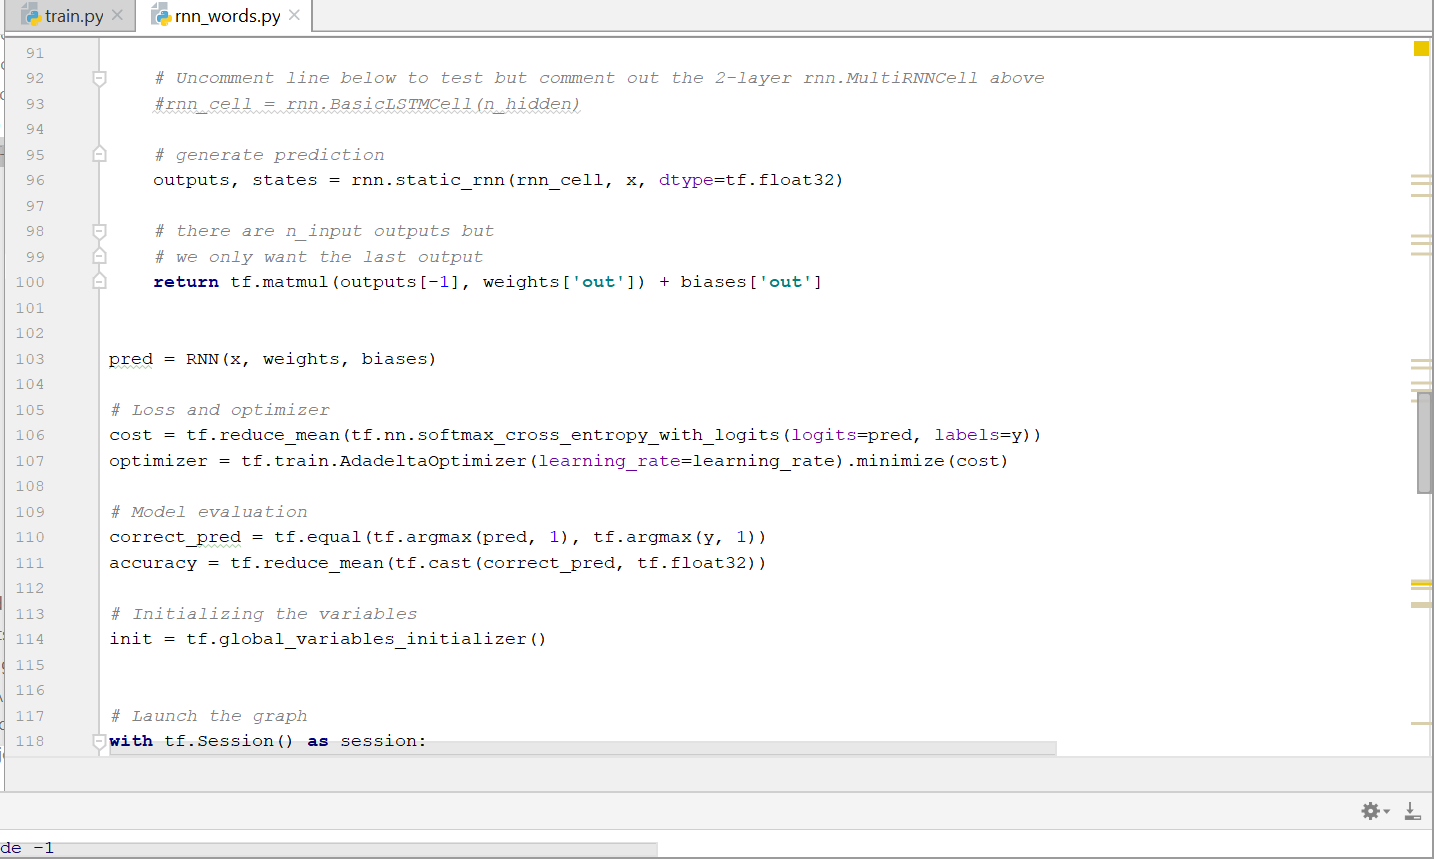 train.py rnn_words.py
91
92 # Uncomment line below to test but comment out the 2-layer rnn.MultiRNNCell above
93 #rnn_cell = rnn.BasicLSTMCell(n_hidden)
94
95 # generate prediction
96 outputs, states = rnn.static_rnn(rnn_cell, x, dtype=tf.float32)
97
98 # there are n_input outputs but
99 # we only want the last output
100 return tf.matmul(outputs[-1], weights['out']) + biases['out']
101
102
103 pred = RNN(x, weights, biases)
104
105 # Loss and optimizer
106 cost = tf.reduce_mean(tf.nn.softmax_cross_entropy_with_logits(logits=pred, labels=y))
107 optimizer = tf.train.AdadeltaOptimizer(learning_rate=learning_rate).minimize(cost)
108
109 # Model evaluation
110 correct_pred = tf.equal(tf.argmax(pred, 1), tf.argmax(y, 1))
111 accuracy = tf.reduce_mean(tf.cast(correct_pred, tf.float32))
112
113 # Initializing the variables
114 init = tf.global_variables_initializer()
115
116
117 # Launch the graph
118 with tf.Session() as session:
de -1